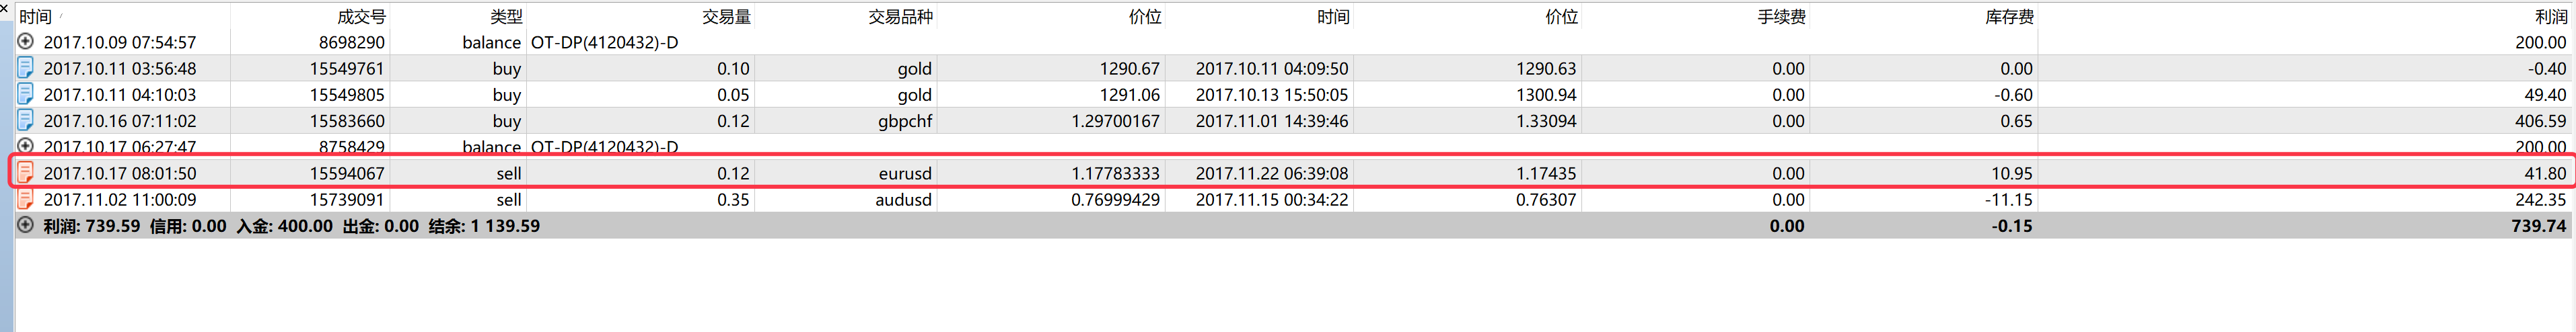 时间 成交号 类型 交易量 交易品种 价位 时间 价位 手续费 库存费 利润
2017.10.09 07:54:57 8698290 balance OT-DP(4120432)-D 200.00
2017.10.11 03:56:48 15549761 buy 0.10 gold 1290.67 2017.10.11 04:09:50 1290.63 0.00 0.00 -0.40
2017.10.11 04:10:03 15549805 buy 0.05 gold 1291.06 2017.10.13 15:50:05 1300.94 0.00 -0.60 49.40
2017.10.16 07:11:02 15583660 buy 0.12 gbpchf 1.29700167 2017.11.01 14:39:46 1.33094 0.00 0.65 406.59
2017.10.17 06:27:47 8758429 balance OT-DP(4120432)-D 200.00
2017.10.17 08:01:50 15594067 sell 0.12 eurusd 1.17783333 2017.11.22 06:39:08 1.17435 0.00 10.95 41.80
2017.11.02 11:00:09 15739091 sell 0.35 audusd 0.76999429 2017.11.15 00:34:22 0.76307 0.00 -11.15 242.35
利润: 739.59 信用: 0.00 入金: 400.00 出金: 0.00 结余: 1 139.59 0.00 -0.15 739.74